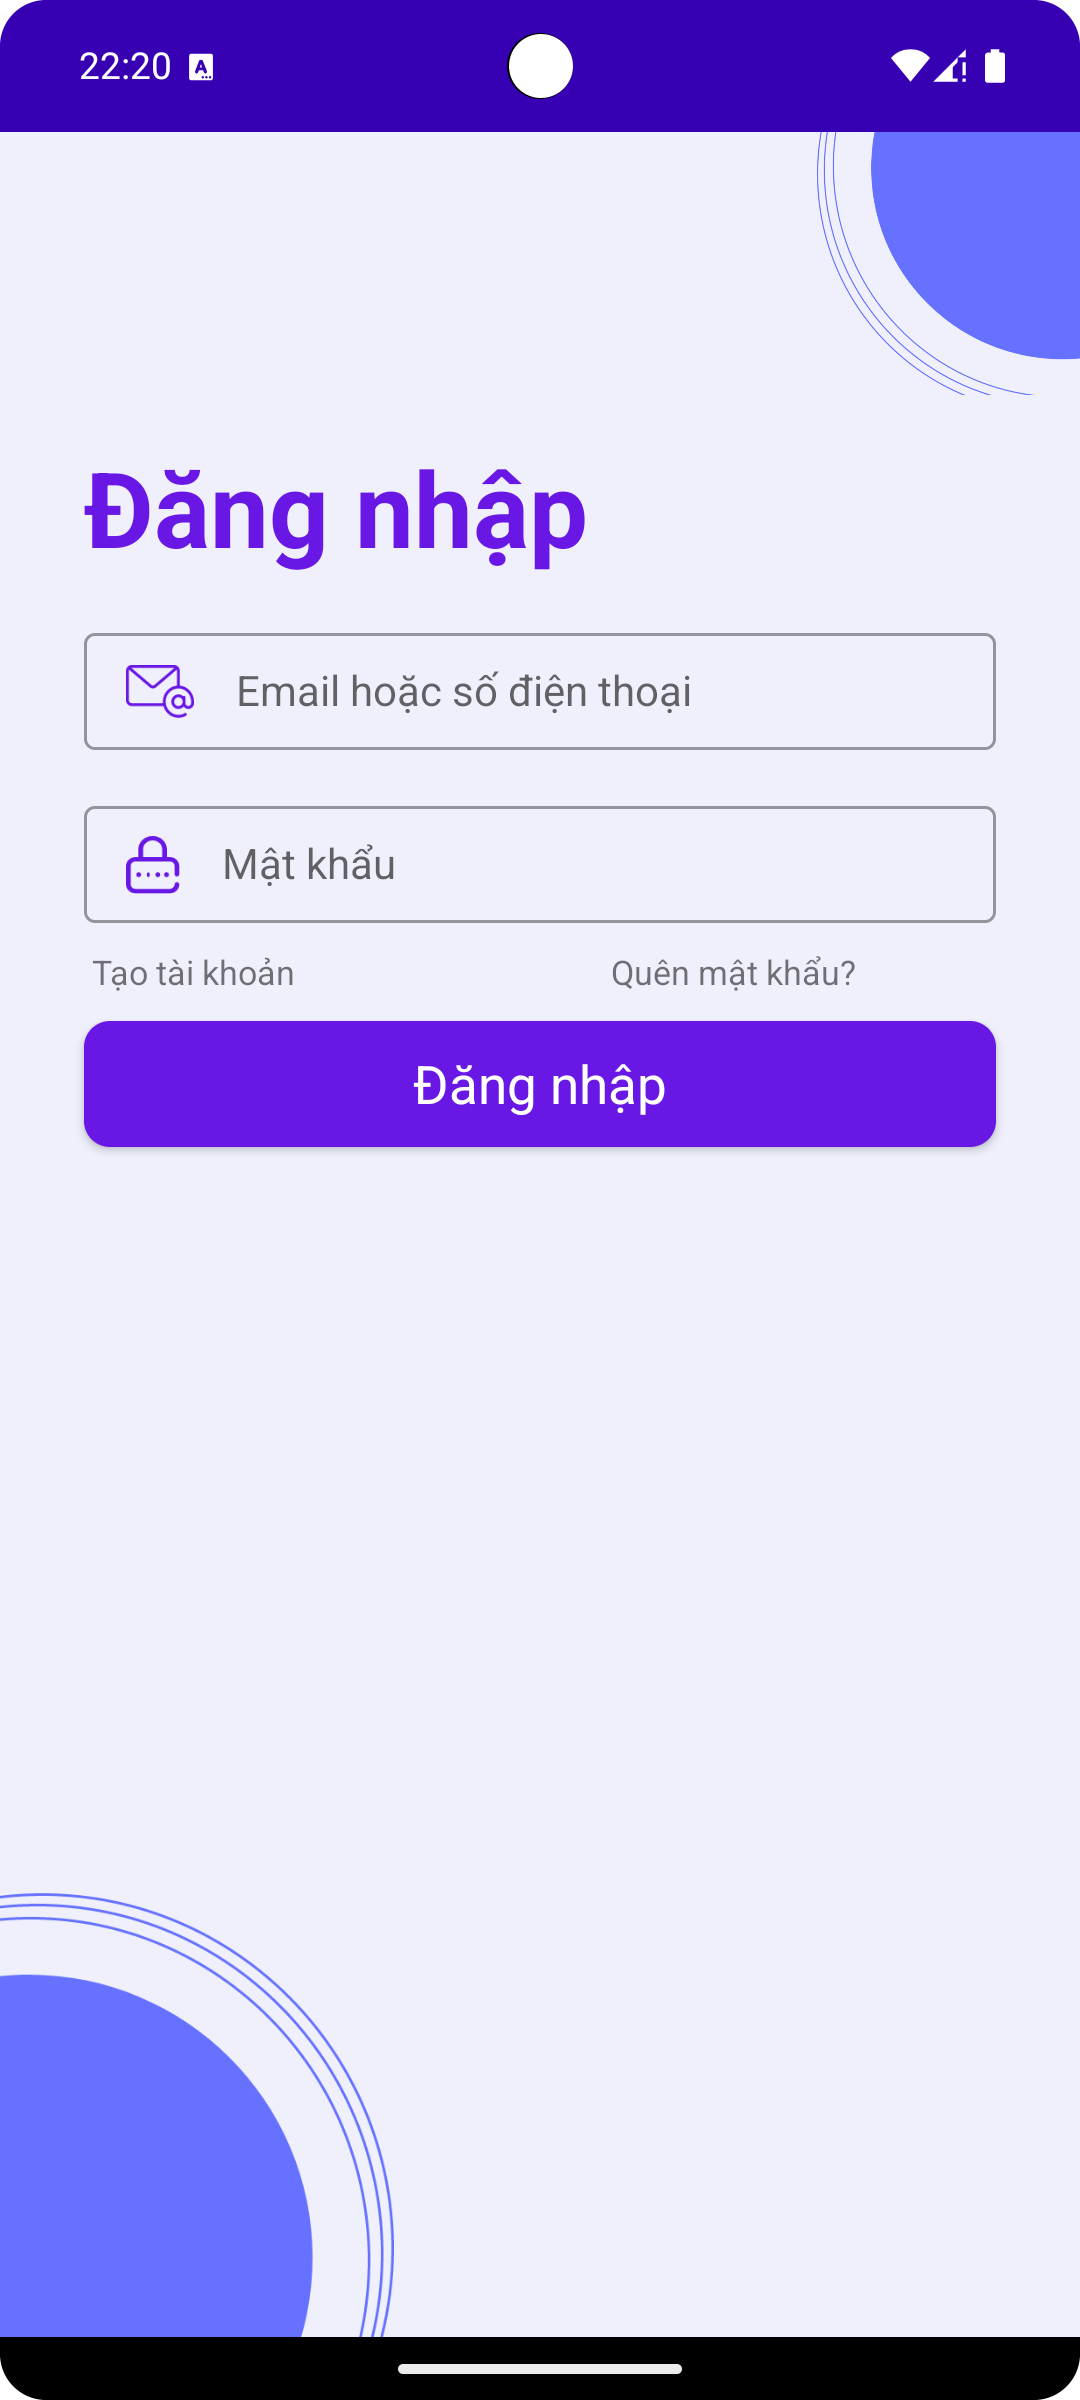 22:20
Đăng nhập
Email hoặc số điện thoại
Mật khẩu
Tạo tài khoản
Quên mật khẩu?
Đăng nhập